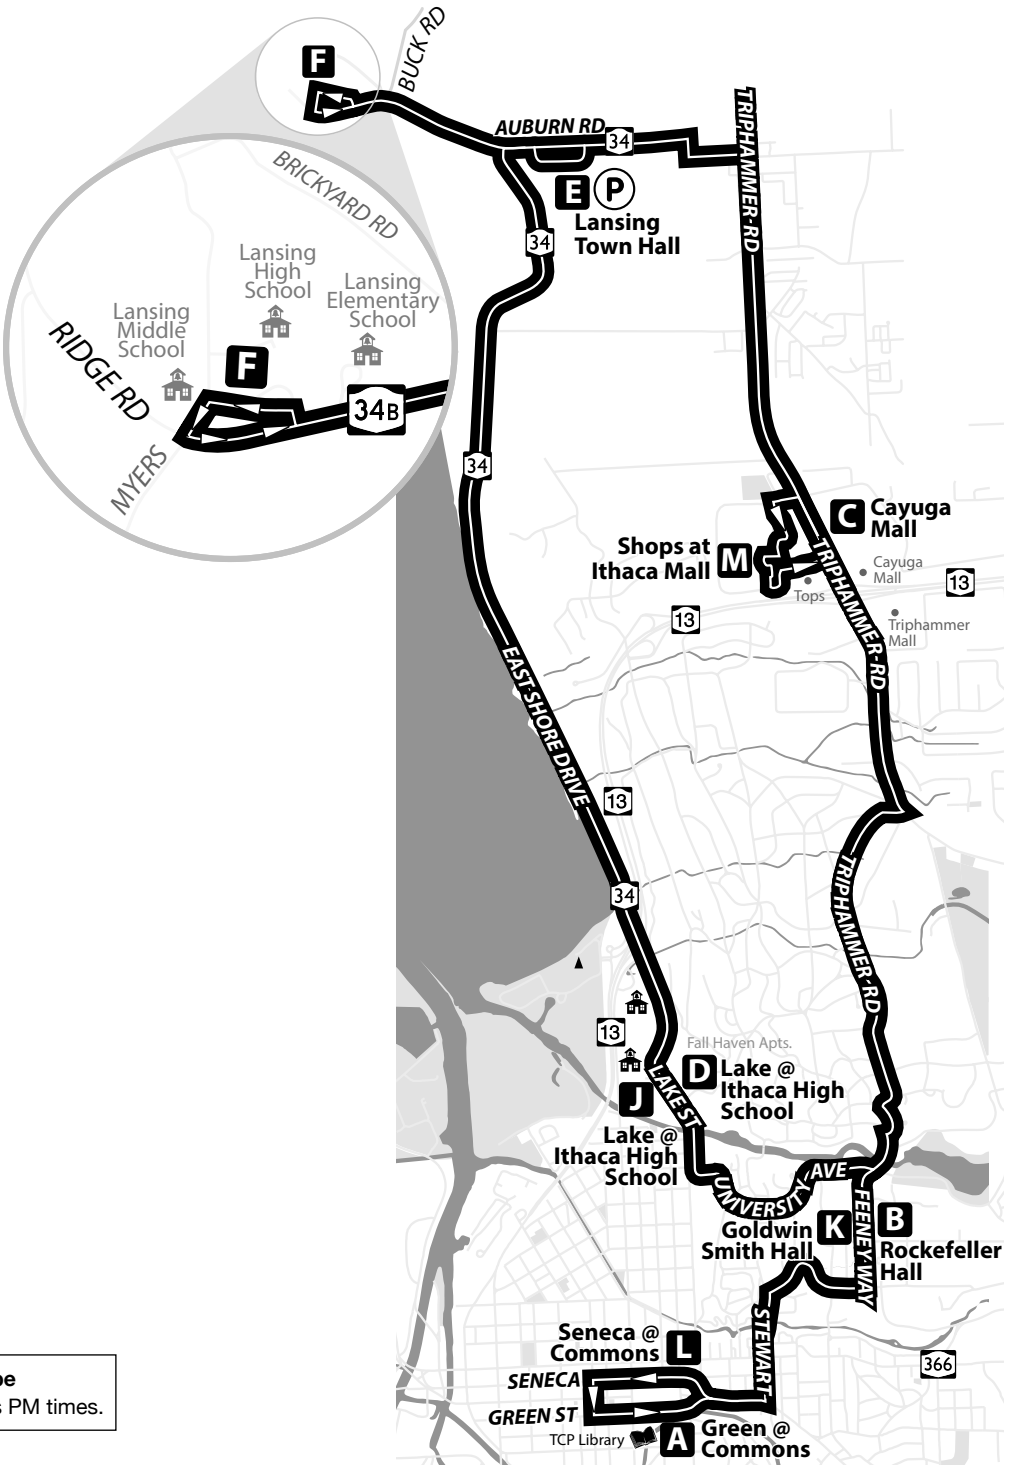 BUCK RD
F
TRIPHAMMER RD
AUBURN RD
34
E P
Lansing
Town Hall
34
BRICKYARD RD
Lansing
High
School
Lansing
Elementary
School
Lansing
Middle
School
RIDGE RD
F
34B
MYERS
34
C Cayuga
Mall
Shops at
Ithaca Mall
M
TRIPHAMMER RD
Cayuga
Mall
13
Tops
13
Triphammer
Mall
EAST SHORE DRIVE
13
TRIPHAMMER RD
34
13
Fall Haven Apts.
D Lake @
Ithaca High
School
LAKE ST
J
Lake @
Ithaca High
School
UNIVERSITY AVE
FEENEY WAY
K
Goldwin
Smith Hall
B
Rockefeller
Hall
STEWART
Seneca @
Commons
L
366
SENECA
GREEN ST
TCP Library
A Green @
Commons
s PM times.